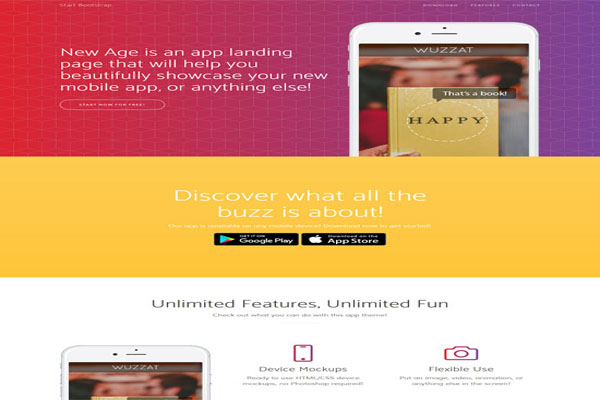 Start Bootstrap
DOWNLOAD FEATURES CONTACT
New Age is an app landing
page that will help you
beautifully showcase your new
mobile app, or anything else!
START NOW FOR FREE!
WUZZAT
That's a book!
HAPPY
Discover what all the
buzz is about!
This app is available on any mobile device! Download now to get started!
GET IT ON
Google Play
Download on the
App Store
Unlimited Features, Unlimited Fun
Check out what you can do with this app theme!
WUZZAT
Device Mockups
Ready to use HTML/CSS device
mockups, no Photoshop required!
Flexible Use
Put an image, video, animation, or
anything else in the screen!